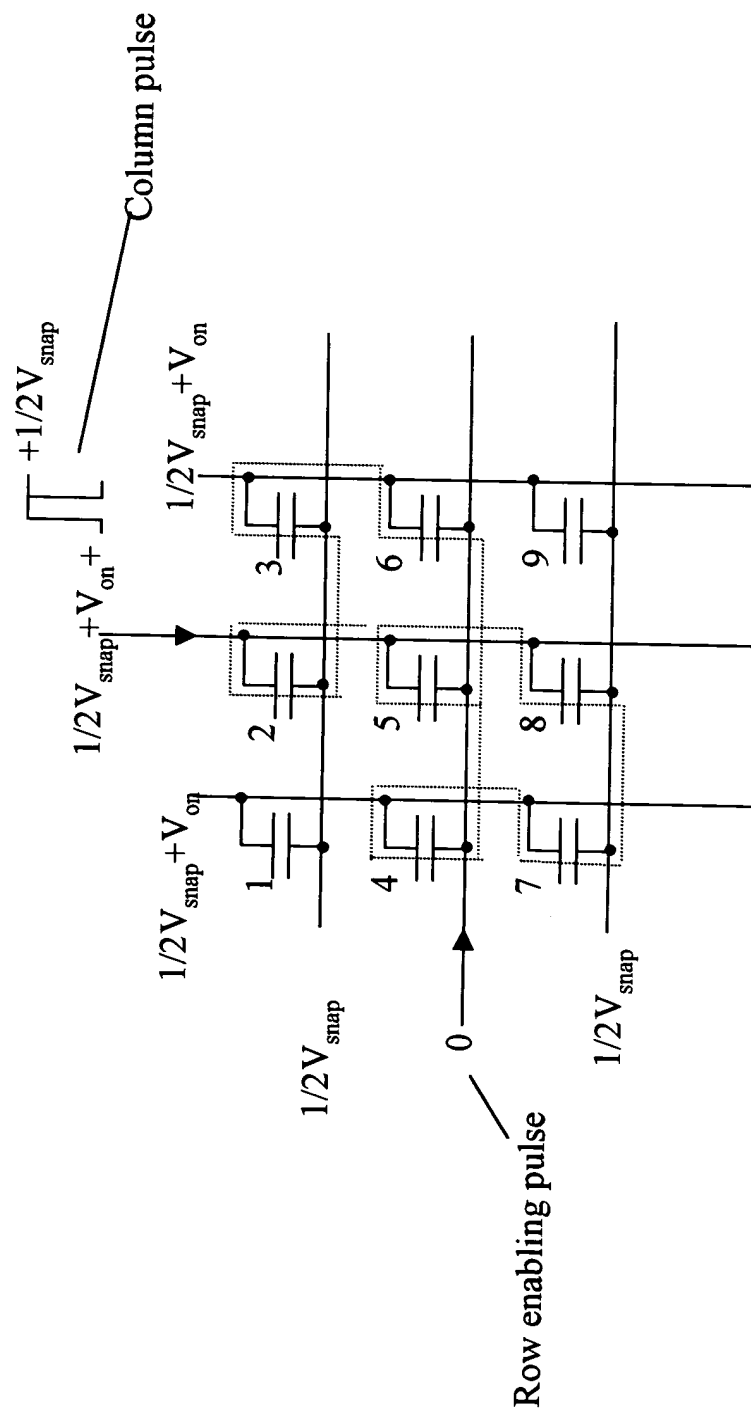 +1/2V_snap
Column pulse
1/2V_snap+V_on+
1/2V_snap+V_on
1/2V_snap+V_on
1
2
3
1/2V_snap
4
5
6
0
Row enabling pulse
7
8
9
1/2V_snap